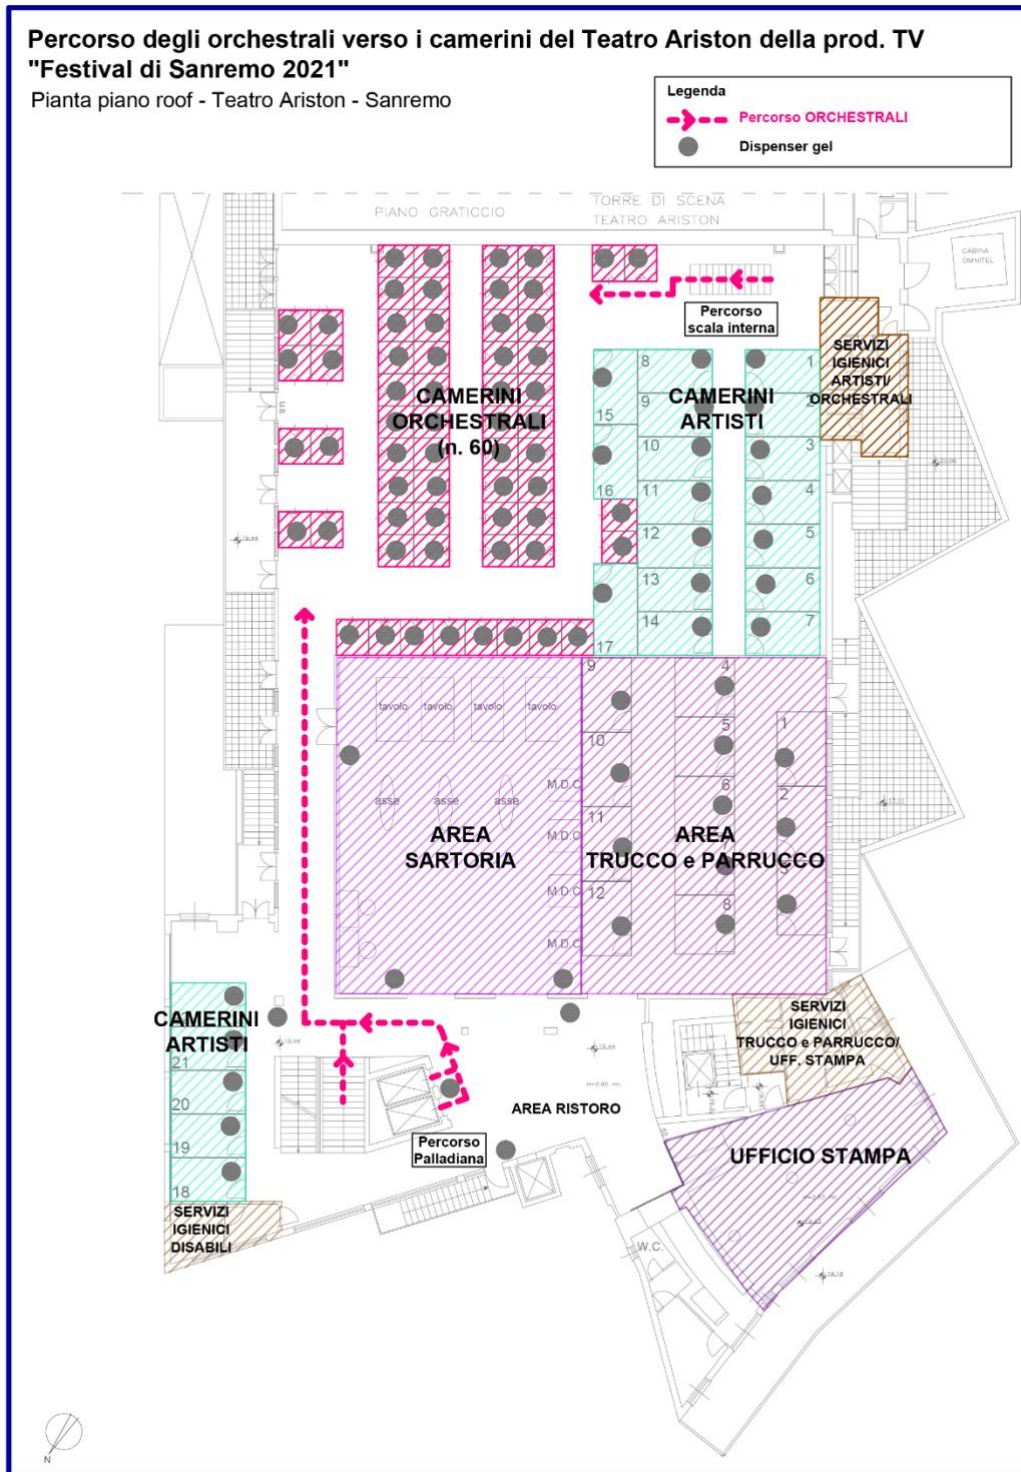 Percorso degli orchestrali verso i camerini del Teatro Ariston della prod. TV
"Festival di Sanremo 2021"
Pianta piano roof - Teatro Ariston - Sanremo
Legenda
Percorso ORCHESTRALI
Dispenser gel
PIANO GRATICCIO
TORRE DI SCENA
TEATRO ARISTON
CABINA
OMNITEL
Percorso
scala interna
SERVIZI
IGIENICI
ARTISTI/
ORCHESTRALI
CAMERINI
ORCHESTRALI
(n. 60)
CAMERINI
ARTISTI
8
9
10
11
12
13
14
15
16
17
1
2
3
4
5
6
7
U.S.
tavolo
tavolo
tavolo
tavolo
asse
asse
asse
M.D.C
M.D.C
M.D.C
M.D.C
AREA
SARTORIA
AREA
TRUCCO e PARRUCCO
9
10
11
12
4
5
6
7
8
1
2
3
CAMERINI
ARTISTI
21
20
19
18
SERVIZI
IGIENICI
DISABILI
Percorso
Palladiana
AREA RISTORO
SERVIZI
IGIENICI
TRUCCO e PARRUCCO/
UFF. STAMPA
UFFICIO STAMPA
W.C.
N